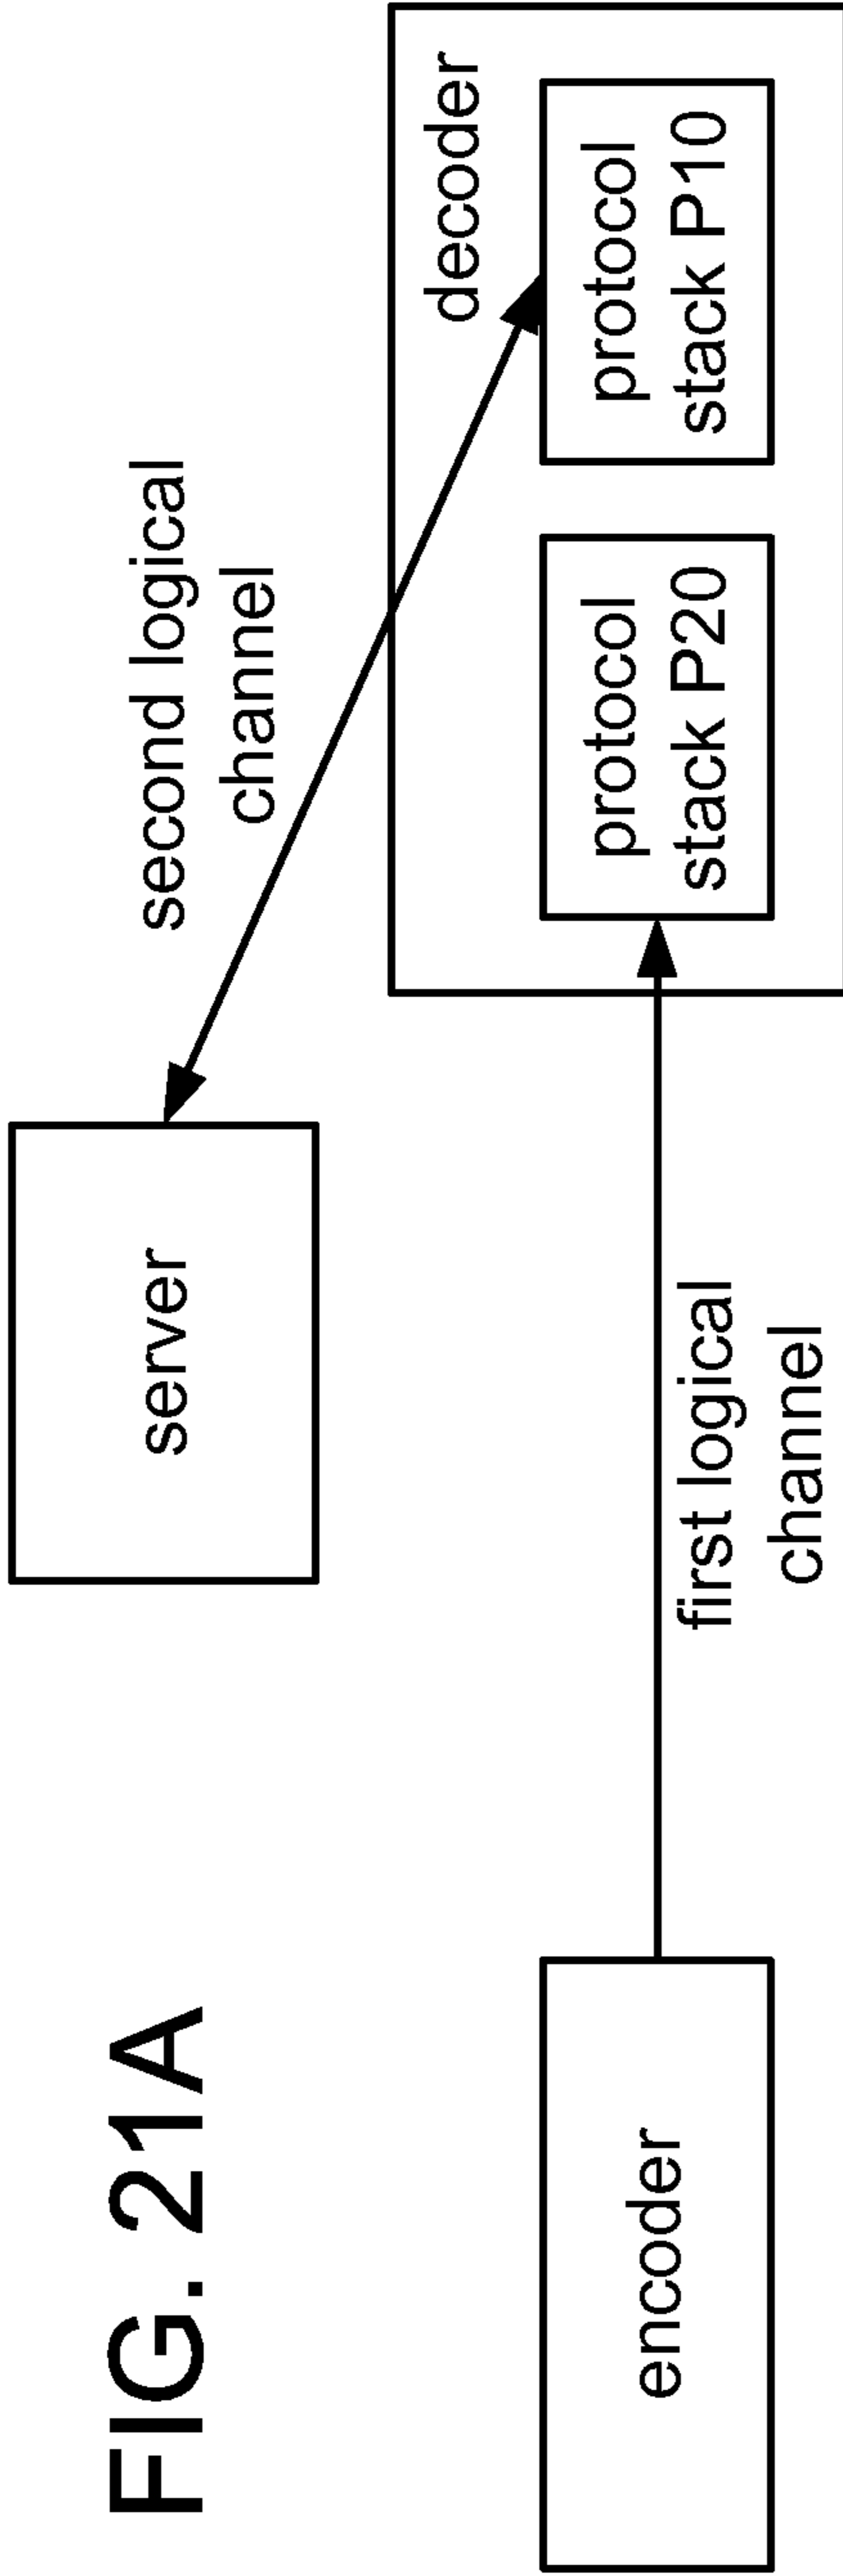 FIG. 21A
server
second logical
channel
decoder
encoder
first logical
channel
protocol
stack P20
protocol
stack P10